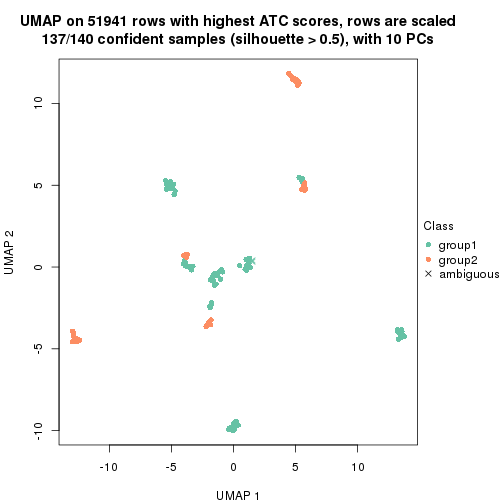 UMAP on 51941 rows with highest ATC scores, rows are scaled
137/140 confident samples (silhouette > 0.5), with 10 PCs
10
5
0
-5
-10
UMAP 2
-10
-5
0
5
10
UMAP 1
Class
group1
group2
ambiguous